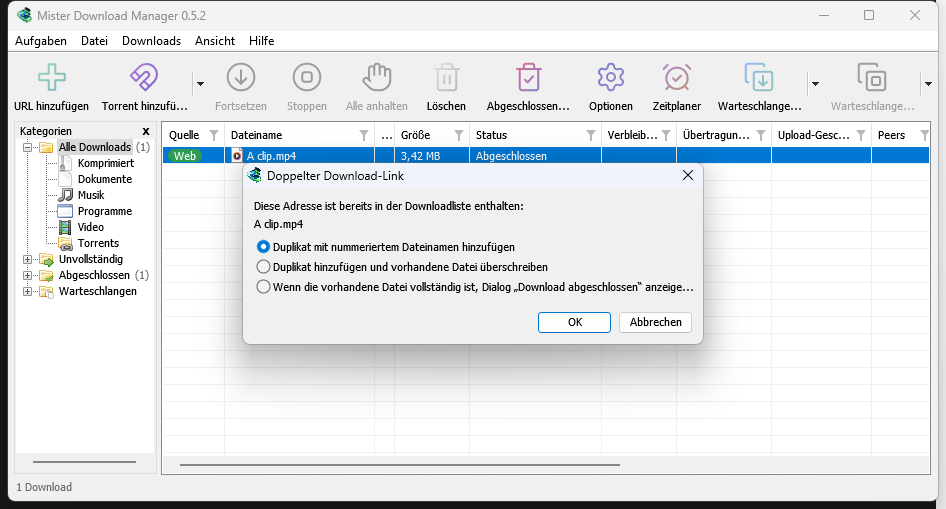 Mister Download Manager 0.5.2
Aufgaben Datei Downloads Ansicht Hilfe
URL hinzufügen Torrent hinzufü... Fortsetzen Stoppen Alle anhalten Löschen Abgeschlossen... Optionen Zeitplaner Warteschlange... Warteschlange...
Kategorien x
Quelle Dateiname ... Größe Status Verbleib... Übertragun... Upload-Gesc... Peers
Alle Downloads (1)
Web A clip.mp4 3,42 MB Abgeschlossen
Komprimiert
Dokumente
Musik
Programme
Video
Torrents
Unvollständig
Abgeschlossen (1)
Warteschlangen
Doppelter Download-Link
Diese Adresse ist bereits in der Downloadliste enthalten:
A clip.mp4
Duplikat mit nummeriertem Dateinamen hinzufügen
Duplikat hinzufügen und vorhandene Datei überschreiben
Wenn die vorhandene Datei vollständig ist, Dialog „Download abgeschlossen“ anzeige...
OK Abbrechen
1 Download